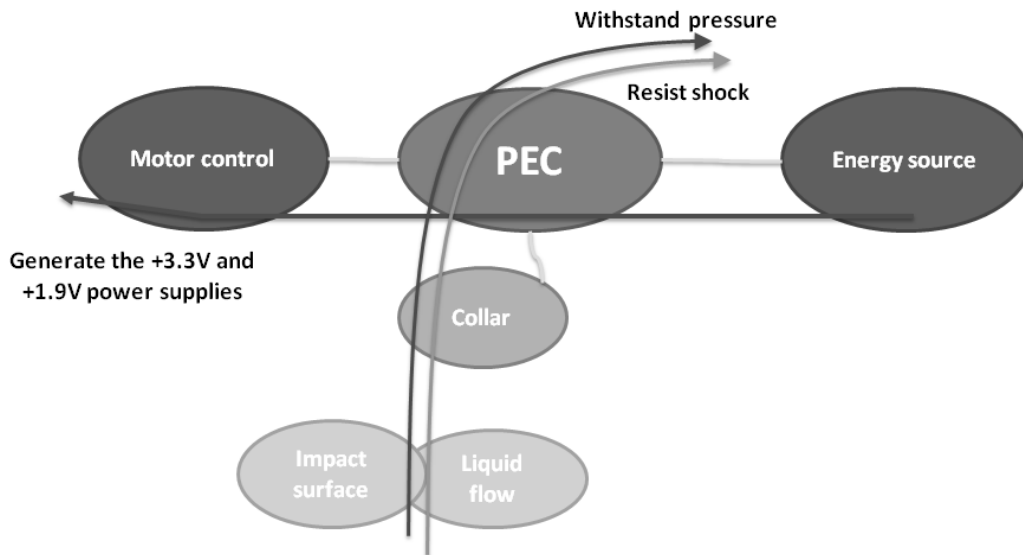 Withstand pressure
Resist shock
Motor control
PEC
Energy source
Generate the +3.3V and
+1.9V power supplies
Collar
Impact
surface
Liquid
flow